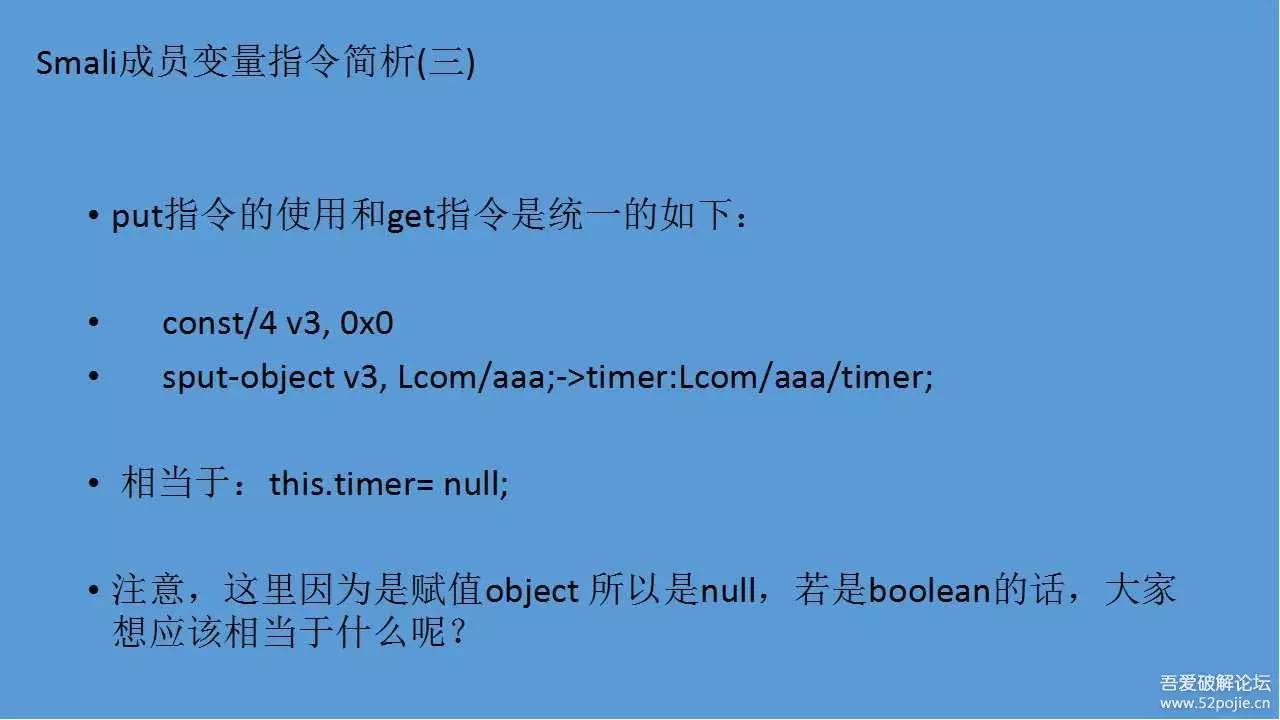 Smali成员变量指令简析(三)
• put指令的使用和get指令是统一的如下：
• const/4 v3, 0x0
• sput-object v3, Lcom/aaa;->timer:Lcom/aaa/timer;
• 相当于：this.timer= null;
• 注意，这里因为是赋值object 所以是null，若是boolean的话，大家
想应该相当于什么呢？
吾爱破解论坛
www.52pojie.cn